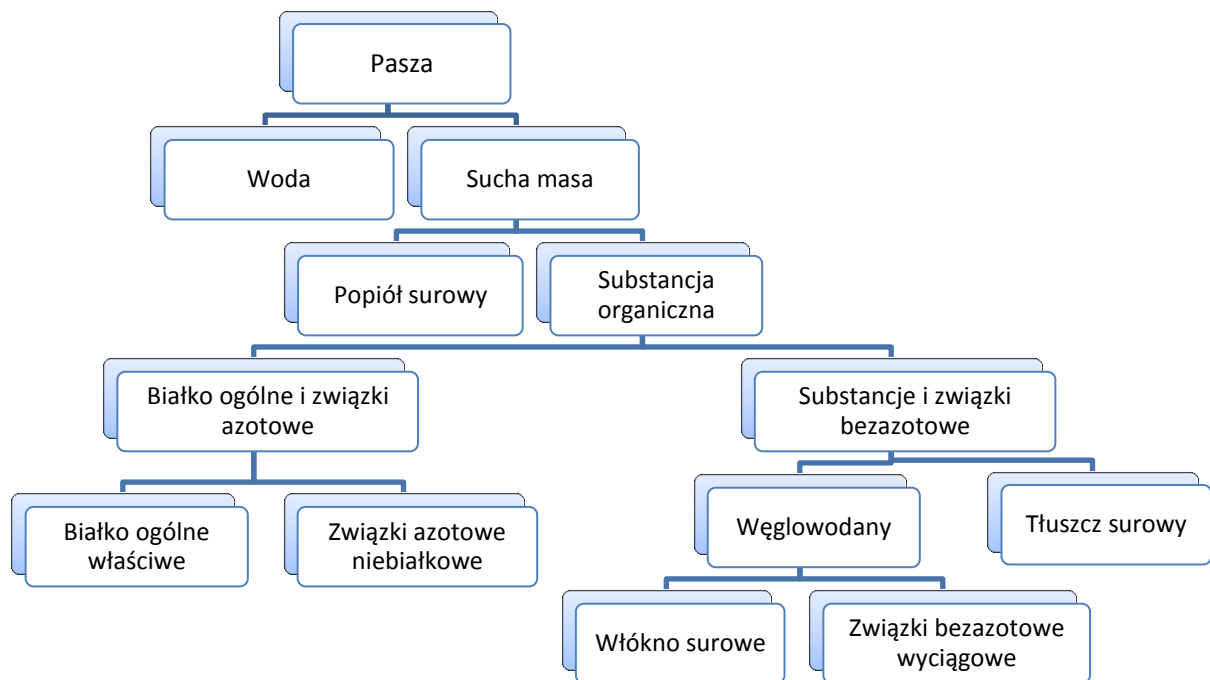 Pasza
Woda
Sucha masa
Popiół surowy
Substancja
organiczna
Białko ogólne i związki
azotowe
Substancje i związki
bezazotowe
Białko ogólne
właściwe
Związki azotowe
niebiałkowe
Węglowodany
Tłuszcz surowy
Włókno surowe
Związki bezazotowe
wyciągowe